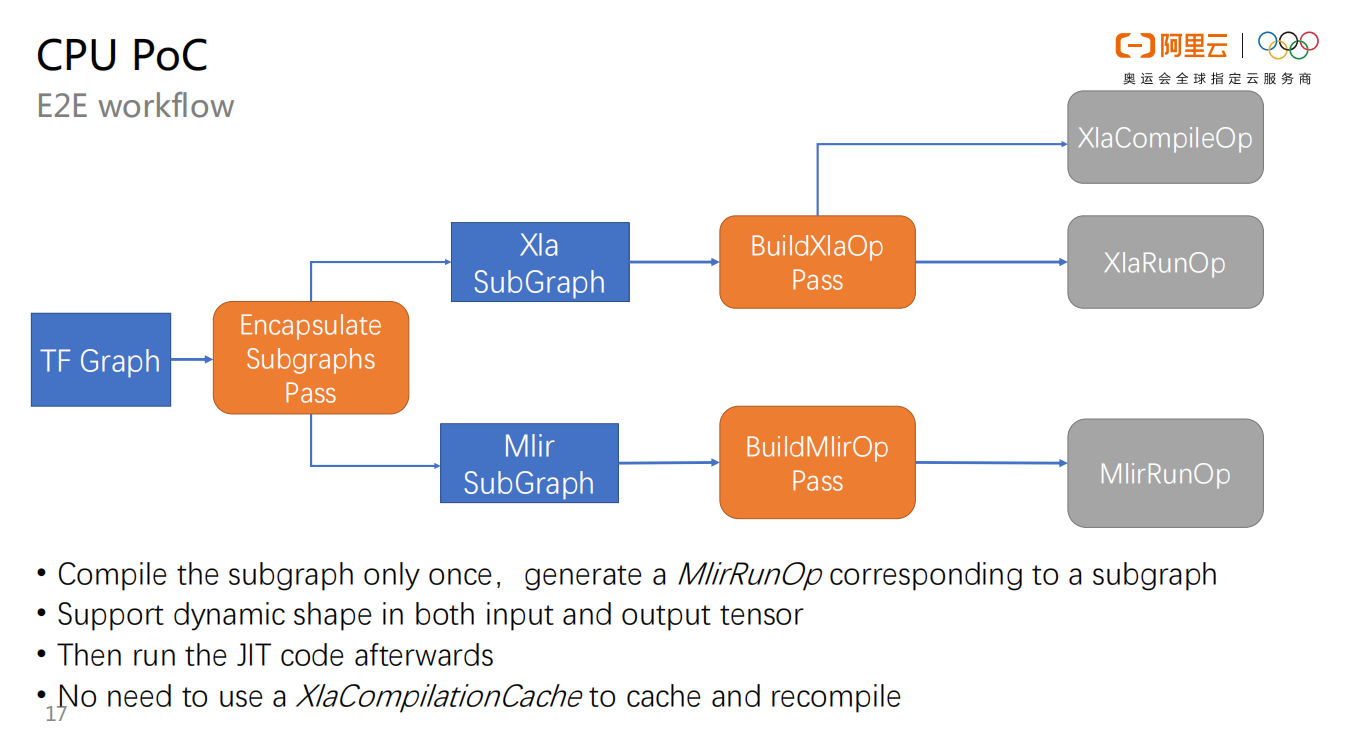 CPU PoC
E2E workflow
阿里云
奥运会全球指定云服务商
XlaCompileOp
Xla
SubGraph
BuildXlaOp
Pass
XlaRunOp
TF Graph
Encapsulate
Subgraphs
Pass
Mlir
SubGraph
BuildMlirOp
Pass
MlirRunOp
• Compile the subgraph only once， generate a MlirRunOp corresponding to a subgraph
• Support dynamic shape in both input and output tensor
• Then run the JIT code afterwards
• No need to use a XlaCompilationCache to cache and recompile
17